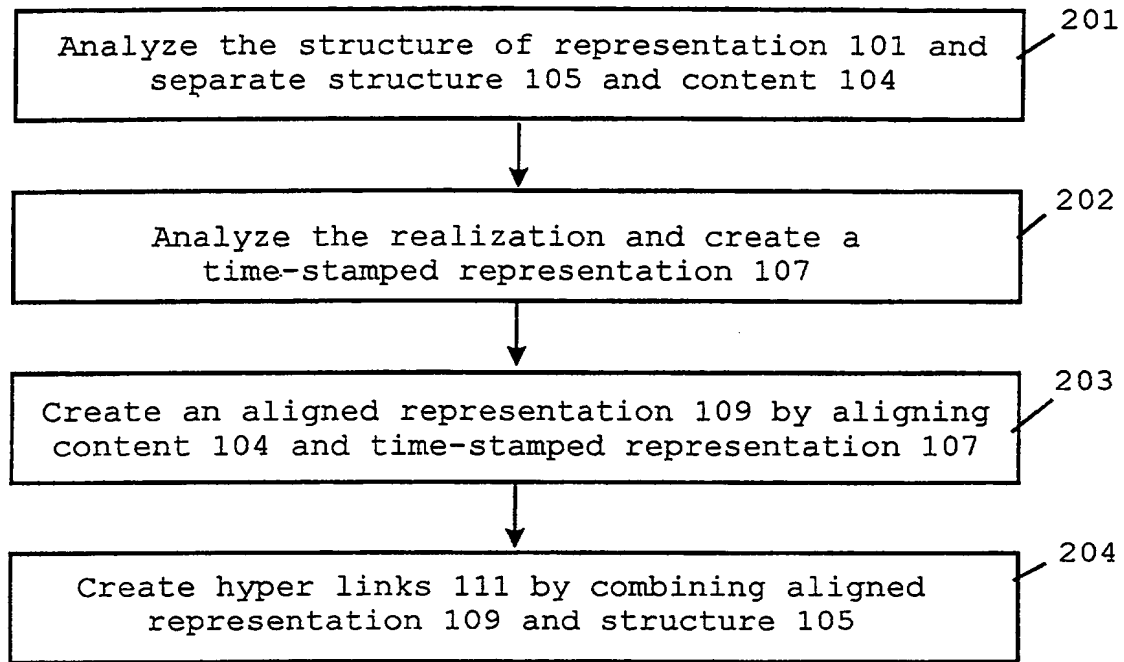 201
Analyze the structure of representation 101 and
separate structure 105 and content 104
202
Analyze the realization and create a
time-stamped representation 107
203
Create an aligned representation 109 by aligning
content 104 and time-stamped representation 107
204
Create hyper links 111 by combining aligned
representation 109 and structure 105